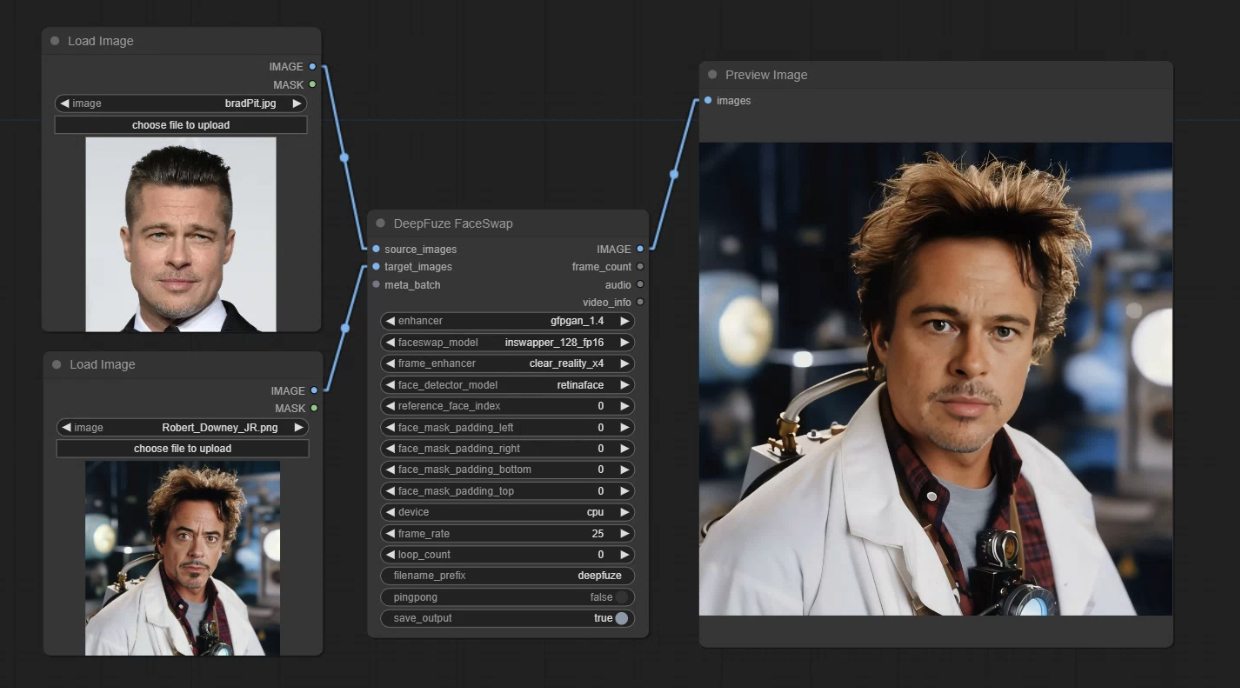 Load Image
IMAGE
MASK
image bradPit.jpg
choose file to upload
Load Image
IMAGE
MASK
image Robert_Downey_JR.png
choose file to upload
DeepFuze FaceSwap
source_images IMAGE
target_images frame_count
meta_batch audio
video_info
enhancer gfpgan_1.4
faceswap_model inswapper_128_fp16
frame_enhancer clear_reality_x4
face_detector_model retinaface
reference_face_index 0
face_mask_padding_left 0
face_mask_padding_right 0
face_mask_padding_bottom 0
face_mask_padding_top 0
device cpu
frame_rate 25
loop_count 0
filename_prefix deepfuze
pingpong false
save_output true
Preview Image
images